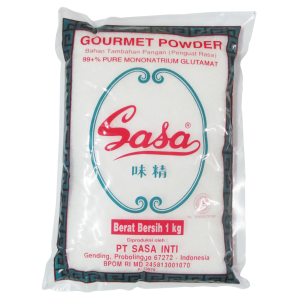 GOURMET POWDER
Bahan Tambahan Pangan (Penguat Rasa)
99+% PURE MONONATRIUM GLUTAMAT
Sasa®
味精
Berat Bersih 1 kg
Diproduksi oleh:
PT SASA INTI
Gending, Probolinggo 67272 - Indonesia
BPOM RI MD 245813001070